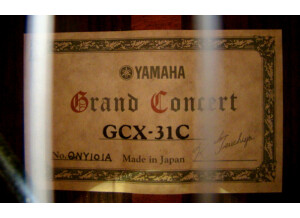 YAMAHA
Grand Concert
GCX-31C
No. QNY101A Made in Japan